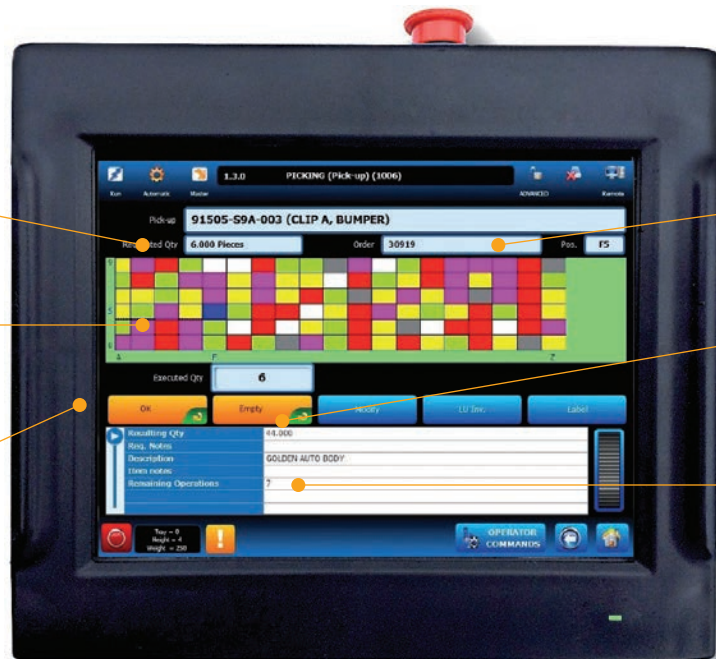 1.3.0 PICKING (Pick-up) (1006)
Run Automatic Master ADVANCED Remote
Pick-up 91505-S9A-003 (CLIP A, BUMPER)
Requested Qty 6.000 Pieces Order 30919 Pos. F5
9
5
0
A F Z
Executed Qty 6
OK Empty Modify LU Inv. Label
Resulting Qty 44.000
Req. Notes
Description GOLDEN AUTO BODY
Item notes
Remaining Operations 7
Tray = 0
Height = 4
Weight = 250
!
OPERATOR
COMMANDS